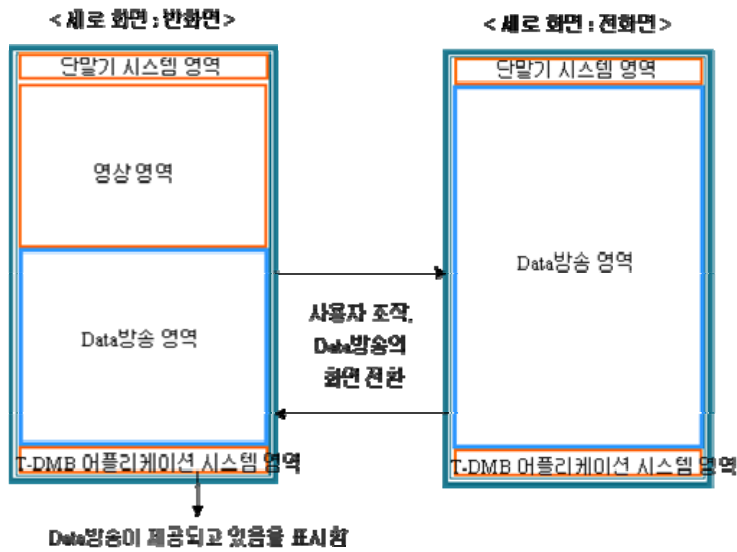 < 세로 화면 : 반화면 >
단말기 시스템 영역
영상 영역
Data방송 영역
T-DMB 어플리케이션 시스템 영역
Data방송이 제공되고 있음을 표시함
사용자 조작,
Data방송의
화면 전환
< 세로 화면 : 전화면 >
단말기 시스템 영역
Data방송 영역
T-DMB 어플리케이션 시스템 영역